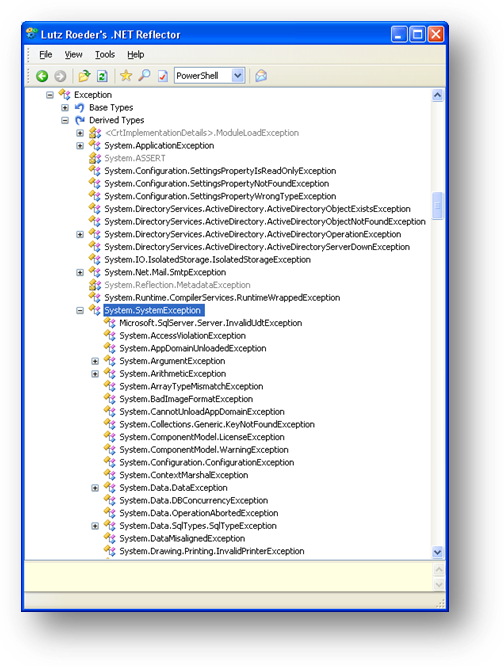 Lutz Roeder's .NET Reflector
File View Tools Help
PowerShell
Exception
Base Types
Derived Types
<CrtImplementationDetails>.ModuleLoadException
System.ApplicationException
System.ASSERT
System.Configuration.SettingsPropertyIsReadOnlyException
System.Configuration.SettingsPropertyNotFoundException
System.Configuration.SettingsPropertyWrongTypeException
System.DirectoryServices.ActiveDirectory.ActiveDirectoryObjectExistsException
System.DirectoryServices.ActiveDirectory.ActiveDirectoryObjectNotFoundException
System.DirectoryServices.ActiveDirectory.ActiveDirectoryOperationException
System.DirectoryServices.ActiveDirectory.ActiveDirectoryServerDownException
System.IO.IsolatedStorage.IsolatedStorageException
System.Net.Mail.SmtpException
System.Reflection.MetadataException
System.Runtime.CompilerServices.RuntimeWrappedException
System.SystemException
Microsoft.SqlServer.Server.InvalidUdtException
System.AccessViolationException
System.AppDomainUnloadedException
System.ArgumentException
System.ArithmeticException
System.ArrayTypeMismatchException
System.BadImageFormatException
System.CannotUnloadAppDomainException
System.Collections.Generic.KeyNotFoundException
System.ComponentModel.LicenseException
System.ComponentModel.WarningException
System.Configuration.ConfigurationException
System.ContextMarshalException
System.Data.DataException
System.Data.DBConcurrencyException
System.Data.OperationAbortedException
System.Data.SqlTypes.SqlTypeException
System.DataMisalignedException
System.Drawing.Printing.InvalidPrinterException